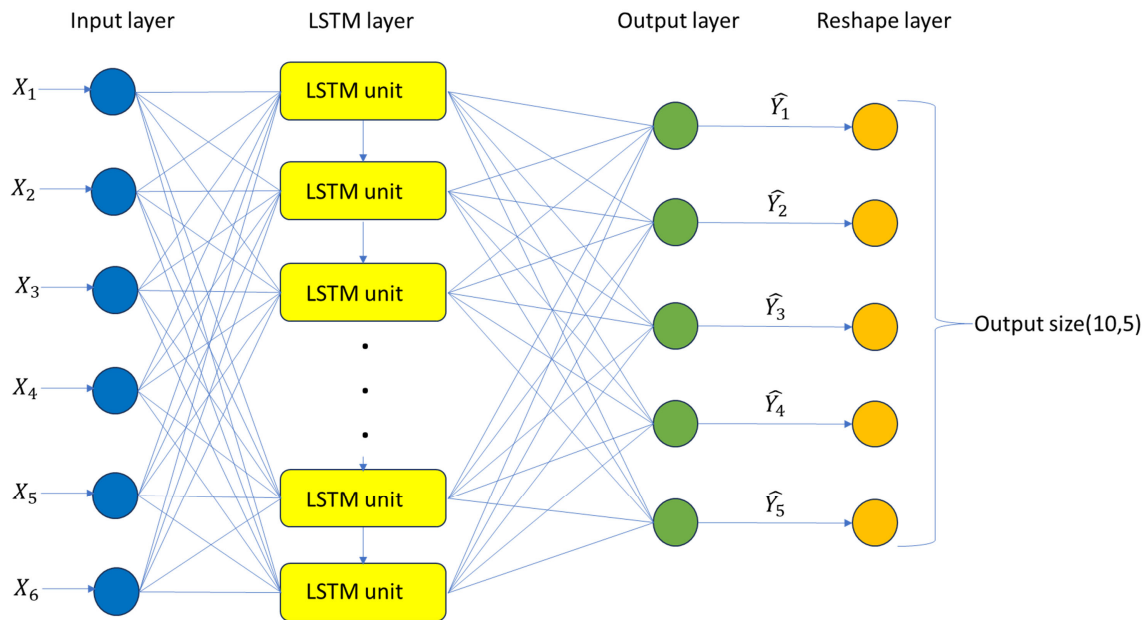 Input layer
LSTM layer
Output layer
Reshape layer
X₁
LSTM unit
Ŷ₁
X₂
LSTM unit
Ŷ₂
X₃
LSTM unit
Ŷ₃
Output size(10,5)
X₄
Ŷ₄
X₅
LSTM unit
Ŷ₅
X₆
LSTM unit